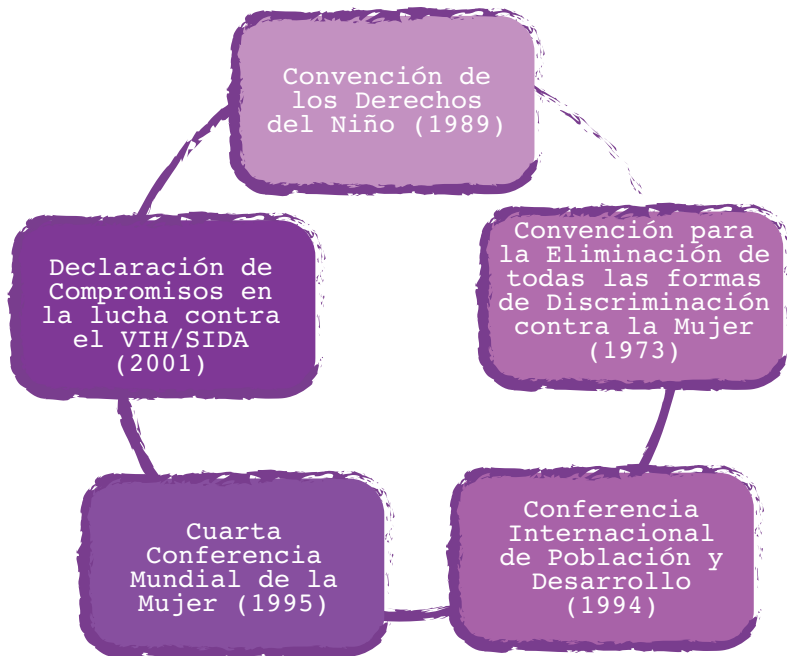 Convención de
los Derechos
del Niño (1989)
Convención para
la Eliminación de
todas las formas
de Discriminación
contra la Mujer
(1973)
Conferencia
Internacional
de Población y
Desarrollo
(1994)
Cuarta
Conferencia
Mundial de la
Mujer (1995)
Declaración de
Compromisos en
la lucha contra
el VIH/SIDA
(2001)